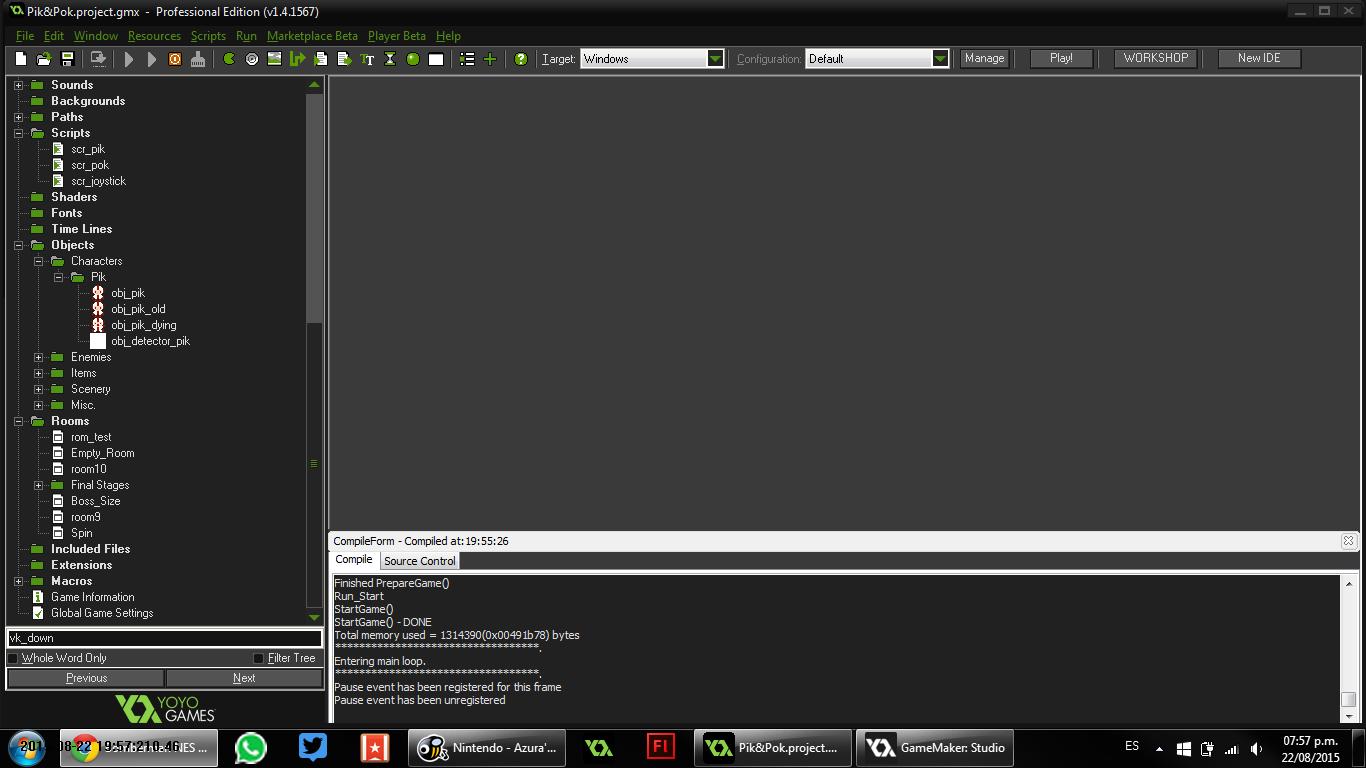 Pik&Pok.project.gmx - Professional Edition (v1.4.1567)
File Edit Window Resources Scripts Run Marketplace Beta Player Beta Help
Target: Windows Configuration: Default Manage Play! WORKSHOP New IDE
Sounds
Backgrounds
Paths
Scripts
scr_pik
scr_pok
scr_joystick
Shaders
Fonts
Time Lines
Objects
Characters
Pik
obj_pik
obj_pik_old
obj_pik_dying
obj_detector_pik
Enemies
Items
Scenery
Misc.
Rooms
rom_test
Empty_Room
room10
Final Stages
Boss_Size
room9
Spin
Included Files
Extensions
Macros
Game Information
Global Game Settings
vk_down
Whole Word Only Filter Tree
Previous Next
YOYO
GAMES
CompileForm - Compiled at:19:55:26
Compile Source Control
Finished PrepareGame()
Run_Start
StartGame()
StartGame() - DONE
Total memory used = 1314390(0x00491b78) bytes
**********************************.
Entering main loop.
**********************************.
Pause event has been registered for this frame
Pause event has been unregistered
NES ...
Nintendo - Azura'...
Fl
Pik&Pok.project....
GameMaker: Studio
ES
07:57 p.m.
22/08/2015